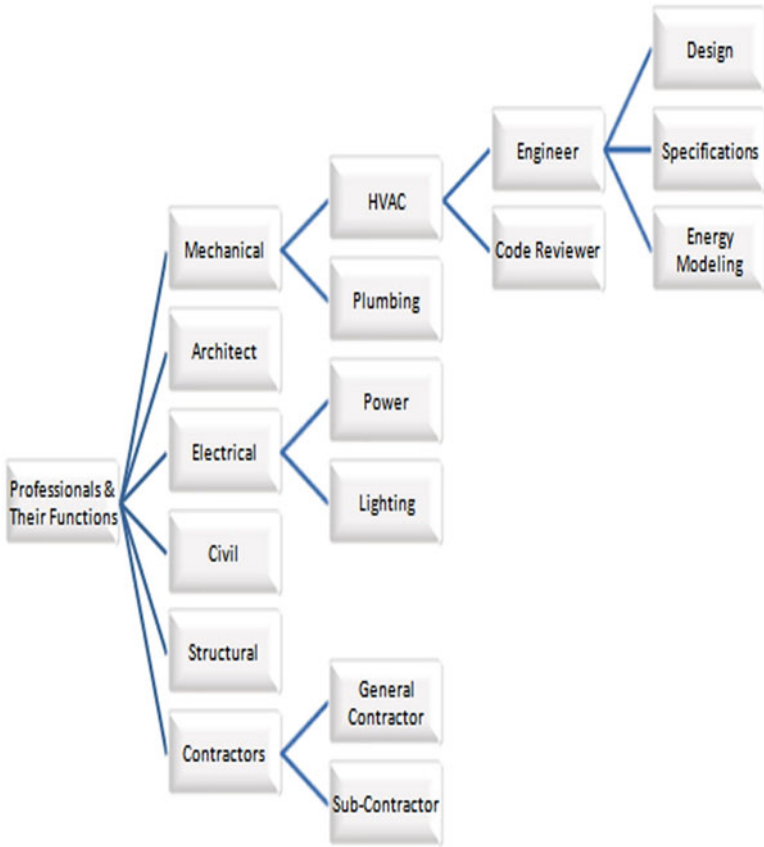 Design
Engineer
Specifications
HVAC
Mechanical
Code Reviewer
Energy
Modeling
Plumbing
Architect
Power
Electrical
Professionals &
Their Functions
Lighting
Civil
Structural
General
Contractor
Contractors
Sub-Contractor